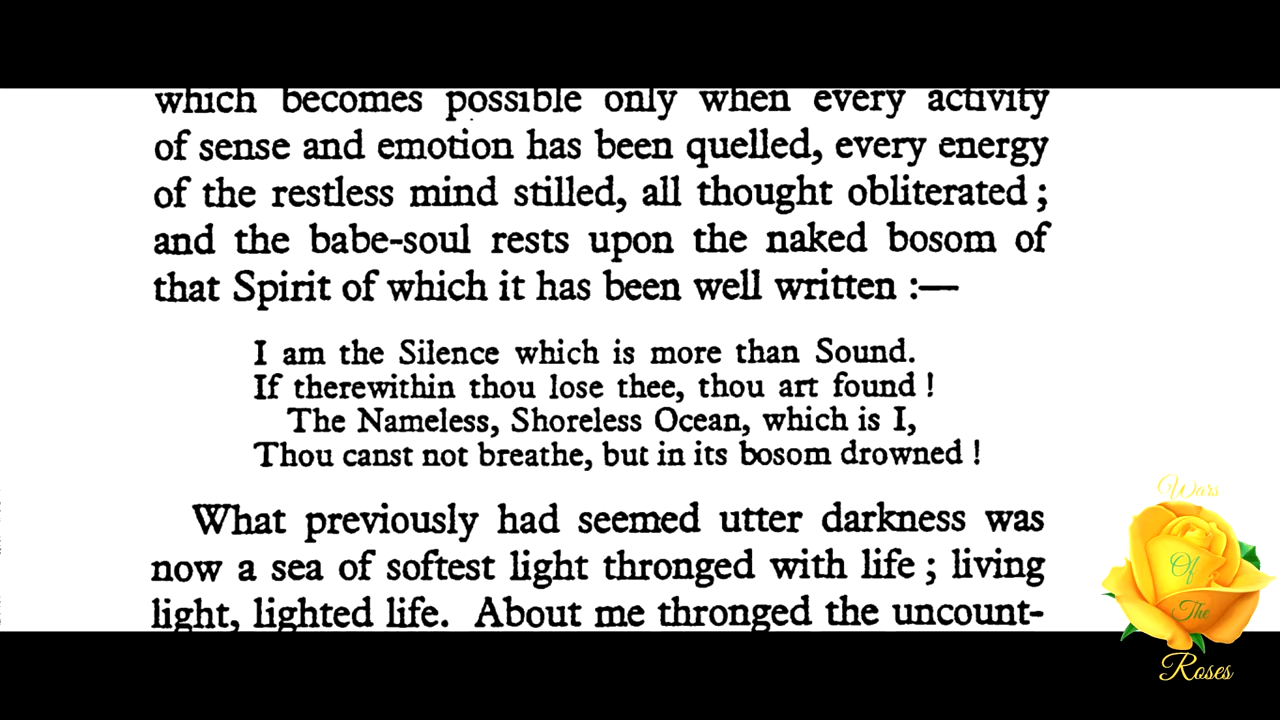 which becomes possible only when every activity
of sense and emotion has been quelled, every energy
of the restless mind stilled, all thought obliterated ;
and the babe-soul rests upon the naked bosom of
that Spirit of which it has been well written :—
I am the Silence which is more than Sound.
If therewithin thou lose thee, thou art found !
The Nameless, Shoreless Ocean, which is I,
Thou canst not breathe, but in its bosom drowned !
What previously had seemed utter darkness was
now a sea of softest light thronged with life ; living
light, lighted life. About me thronged the uncount-
Wars
Of
The
Roses